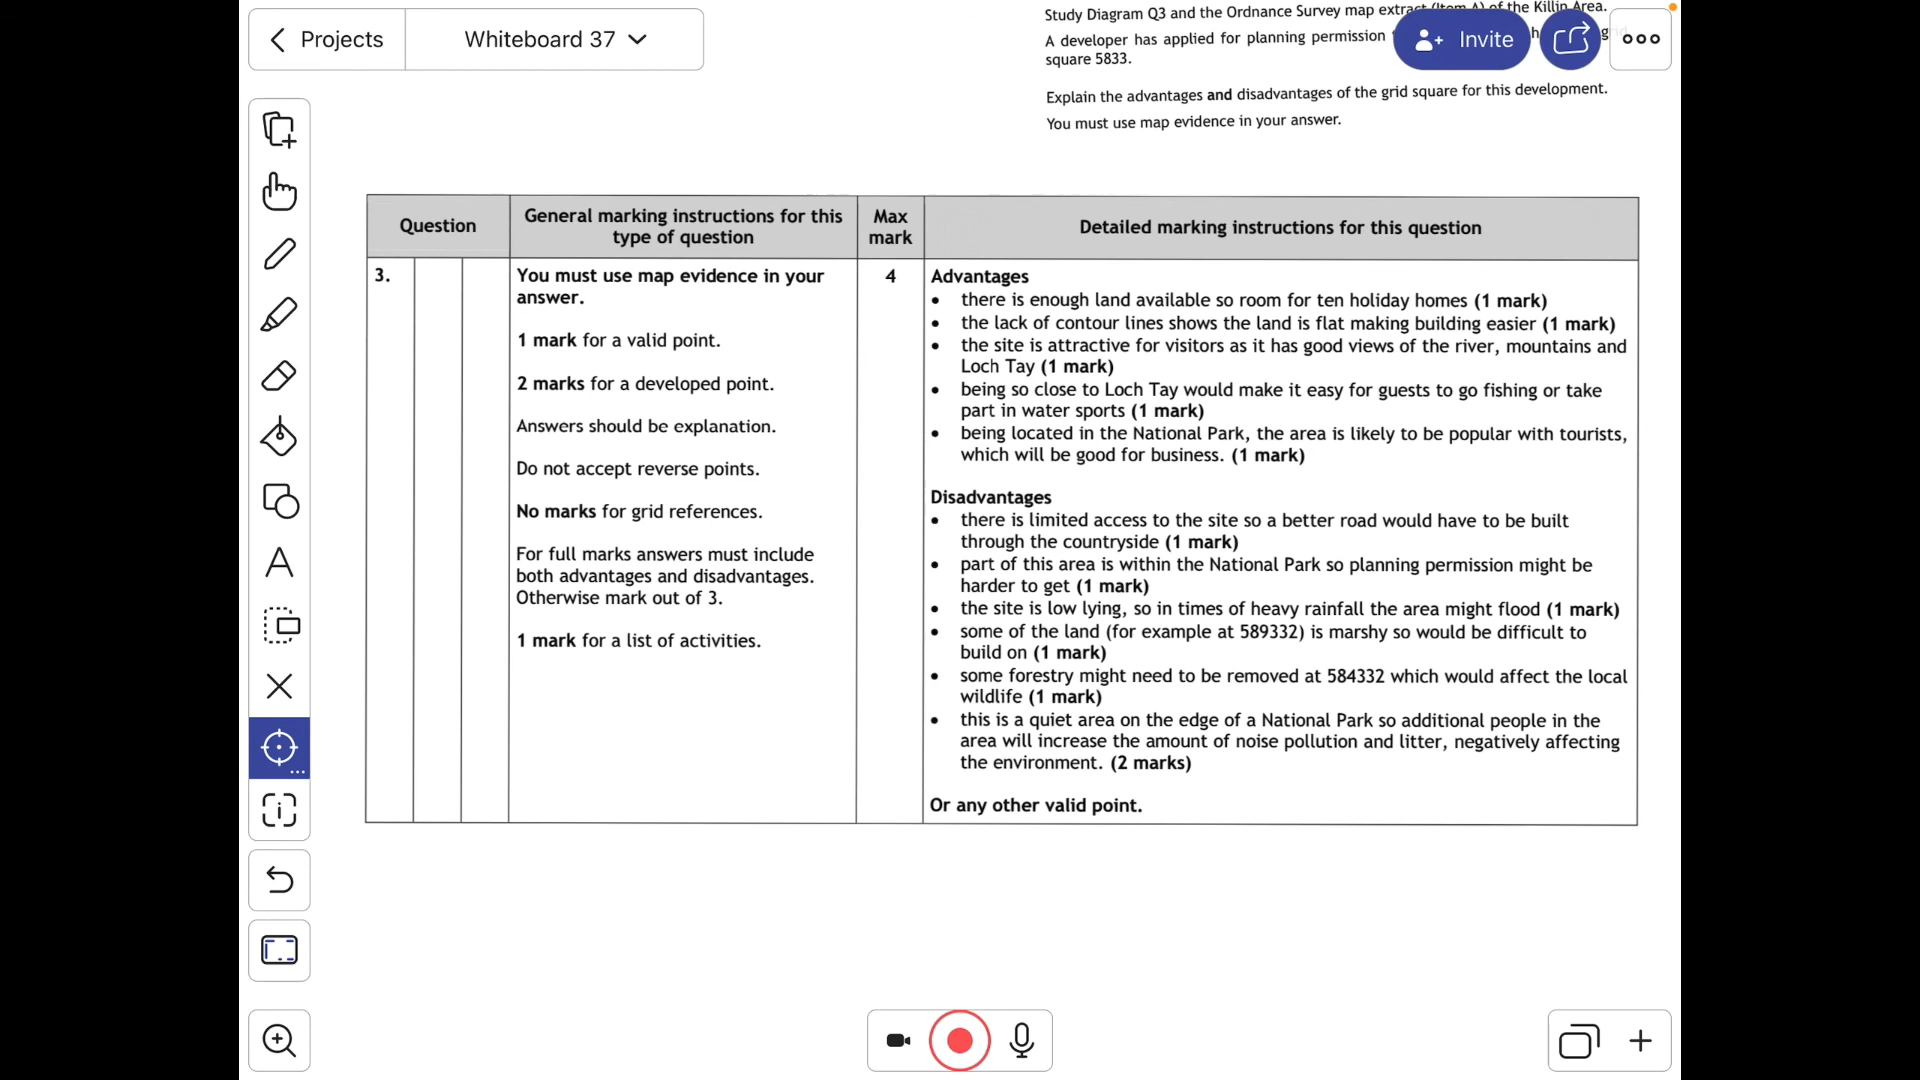 Projects
Whiteboard 37
Study Diagram Q3 and the Ordnance Survey map extract (Item A) of the Killin Area.
A developer has applied for planning permission
Invite
square 5833.
Explain the advantages and disadvantages of the grid square for this development.
You must use map evidence in your answer.
Question
General marking instructions for this
type of question
Max
mark
Detailed marking instructions for this question
3.
You must use map evidence in your
answer.
1 mark for a valid point.
2 marks for a developed point.
Answers should be explanation.
Do not accept reverse points.
No marks for grid references.
For full marks answers must include
both advantages and disadvantages.
Otherwise mark out of 3.
1 mark for a list of activities.
4
Advantages
• there is enough land available so room for ten holiday homes (1 mark)
• the lack of contour lines shows the land is flat making building easier (1 mark)
• the site is attractive for visitors as it has good views of the river, mountains and
Loch Tay (1 mark)
• being so close to Loch Tay would make it easy for guests to go fishing or take
part in water sports (1 mark)
• being located in the National Park, the area is likely to be popular with tourists,
which will be good for business. (1 mark)
Disadvantages
• there is limited access to the site so a better road would have to be built
through the countryside (1 mark)
• part of this area is within the National Park so planning permission might be
harder to get (1 mark)
• the site is low lying, so in times of heavy rainfall the area might flood (1 mark)
• some of the land (for example at 589332) is marshy so would be difficult to
build on (1 mark)
• some forestry might need to be removed at 584332 which would affect the local
wildlife (1 mark)
• this is a quiet area on the edge of a National Park so additional people in the
area will increase the amount of noise pollution and litter, negatively affecting
the environment. (2 marks)
Or any other valid point.